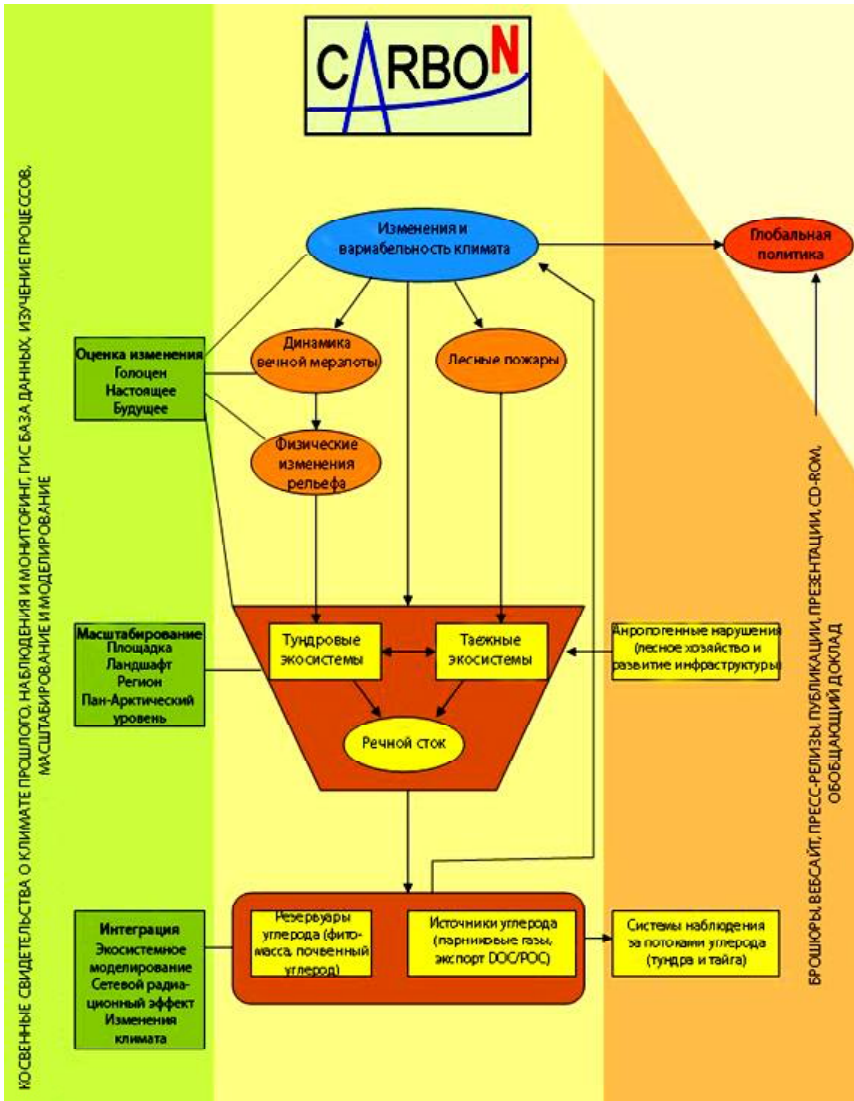 CARBON
Изменения и
вариабельность климата
Глобальная
политика
Оценка изменения
Голоцен
Настоящее
Будущее
Динамика
вечной мерзлоты
Лесные пожары
Физические
изменения
рельефа
Масштабирование
Площадка
Ландшафт
Регион
Пан-Арктический
уровень
Тундровые
экосистемы
Таежные
экосистемы
Анропогенные нарушения
(лесное хозяйство и
развитие инфраструктуры)
Речной сток
Интеграция
Экосистемное
моделирование
Сетевой радиа-
ционный эффект
Изменения
климата
Резервуары
углерода (фито-
масса, почвенный
углерод)
Источники углерода
(парниковые газы,
экспорт DOC/POC)
Системы наблюдения
за потоками углерода
(тундра и тайга)
КОСВЕННЫЕ СВИДЕТЕЛЬСТВА О КЛИМАТЕ ПРОШЛОГО, НАБЛЮДЕНИЯ И МОНИТОРИНГ, ГИС БАЗА ДАННЫХ, ИЗУЧЕНИЕ ПРОЦЕССОВ,
МАСШТАБИРОВАНИЕ И МОДЕЛИРОВАНИЕ
БРОШЮРЫ, ВЕБСАЙТ, ПРЕСС-РЕЛИЗЫ, ПУБЛИКАЦИИ, ПРЕЗЕНТАЦИИ, CD-ROM,
ОБОБЩАЮЩИЙ ДОКЛАД